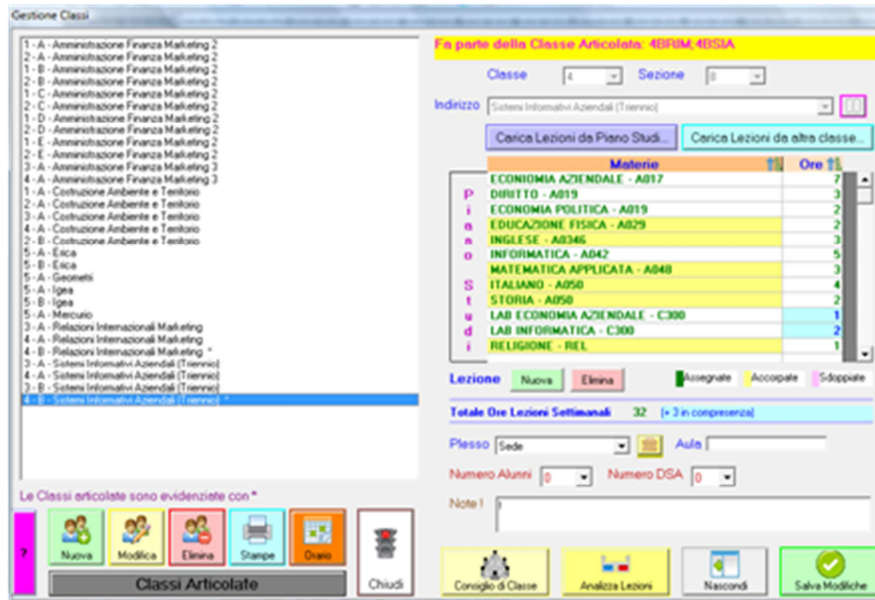 Gestione Classi
1 - A - Amministrazione Finanza Marketing 2
2 - A - Amministrazione Finanza Marketing 2
1 - B - Amministrazione Finanza Marketing 2
2 - B - Amministrazione Finanza Marketing 2
1 - C - Amministrazione Finanza Marketing 2
2 - C - Amministrazione Finanza Marketing 2
1 - D - Amministrazione Finanza Marketing 2
2 - D - Amministrazione Finanza Marketing 2
1 - E - Amministrazione Finanza Marketing 2
2 - E - Amministrazione Finanza Marketing 2
3 - A - Amministrazione Finanza Marketing 3
4 - A - Amministrazione Finanza Marketing 3
1 - A - Costruzione Ambiente e Territorio
2 - A - Costruzione Ambiente e Territorio
3 - A - Costruzione Ambiente e Territorio
4 - A - Costruzione Ambiente e Territorio
2 - B - Costruzione Ambiente e Territorio
5 - A - Erica
5 - B - Erica
5 - A - Geometri
5 - A - Igea
5 - B - Igea
5 - A - Mercurio
3 - A - Relazioni Internazionali Marketing
4 - A - Relazioni Internazionali Marketing
4 - B - Relazioni Internazionali Marketing *
3 - A - Sistemi Informativi Aziendali (Triennio)
4 - A - Sistemi Informativi Aziendali (Triennio)
3 - B - Sistemi Informativi Aziendali (Triennio)
4 - B - Sistemi Informativi Aziendali (Triennio) *
Le Classi articolate sono evidenziate con *
?
Nuova Modifica Elimina Stampe Orario
Classi Articolate
Chiudi
Fa parte della Classe Articolata: 4BRIM;4BSIA
Classe 4 Sezione B
Indirizzo Sistemi Informativi Aziendali (Triennio)
Carica Lezioni da Piano Studi... Carica Lezioni da altra classe...
Piano Studi
Materie Ore
ECONIOMIA AZIENDALE - A017 7
DIRITTO - A019 3
ECONOMIA POLITICA - A019 2
EDUCAZIONE FISICA - A029 2
INGLESE - A0346 3
INFORMATICA - A042 5
MATEMATICA APPLICATA - A048 3
ITALIANO - A050 4
STORIA - A050 2
LAB ECONOMIA AZIENDALE - C300 1
LAB INFORMATICA - C300 2
RELIGIONE - REL 1
Lezione Nuova Elimina Assegnate Accorpate Sdoppiate
Totale Ore Lezioni Settimanali 32 (+ 3 in compresenza)
Plesso Sede Aula
Numero Alunni 0 Numero DSA 0
Note !
Consiglio di Classe Analizza Lezioni Nascondi Salva Modifiche